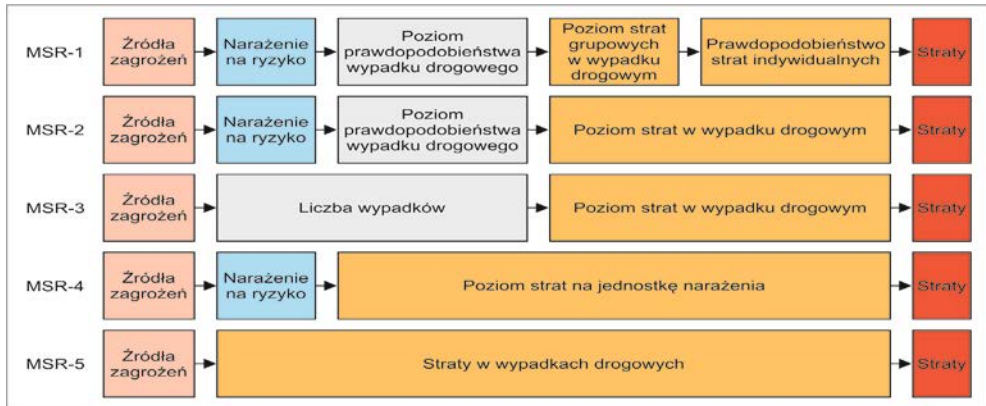 MSR-1
Źródła
zagrożeń
Narażenie
na ryzyko
Poziom
prawdopodobieństwa
wypadku drogowego
Poziom strat
grupowych
w wypadku
drogowym
Prawdopodobieństwo
strat indywidualnych
Straty
MSR-2
Źródła
zagrożeń
Narażenie
na ryzyko
Poziom
prawdopodobieństwa
wypadku drogowego
Poziom strat w wypadku drogowym
Straty
MSR-3
Źródła
zagrożeń
Liczba wypadków
Poziom strat w wypadku drogowym
Straty
MSR-4
Źródła
zagrożeń
Narażenie
na ryzyko
Poziom strat na jednostkę narażenia
Straty
MSR-5
Źródła
zagrożeń
Straty w wypadkach drogowych
Straty